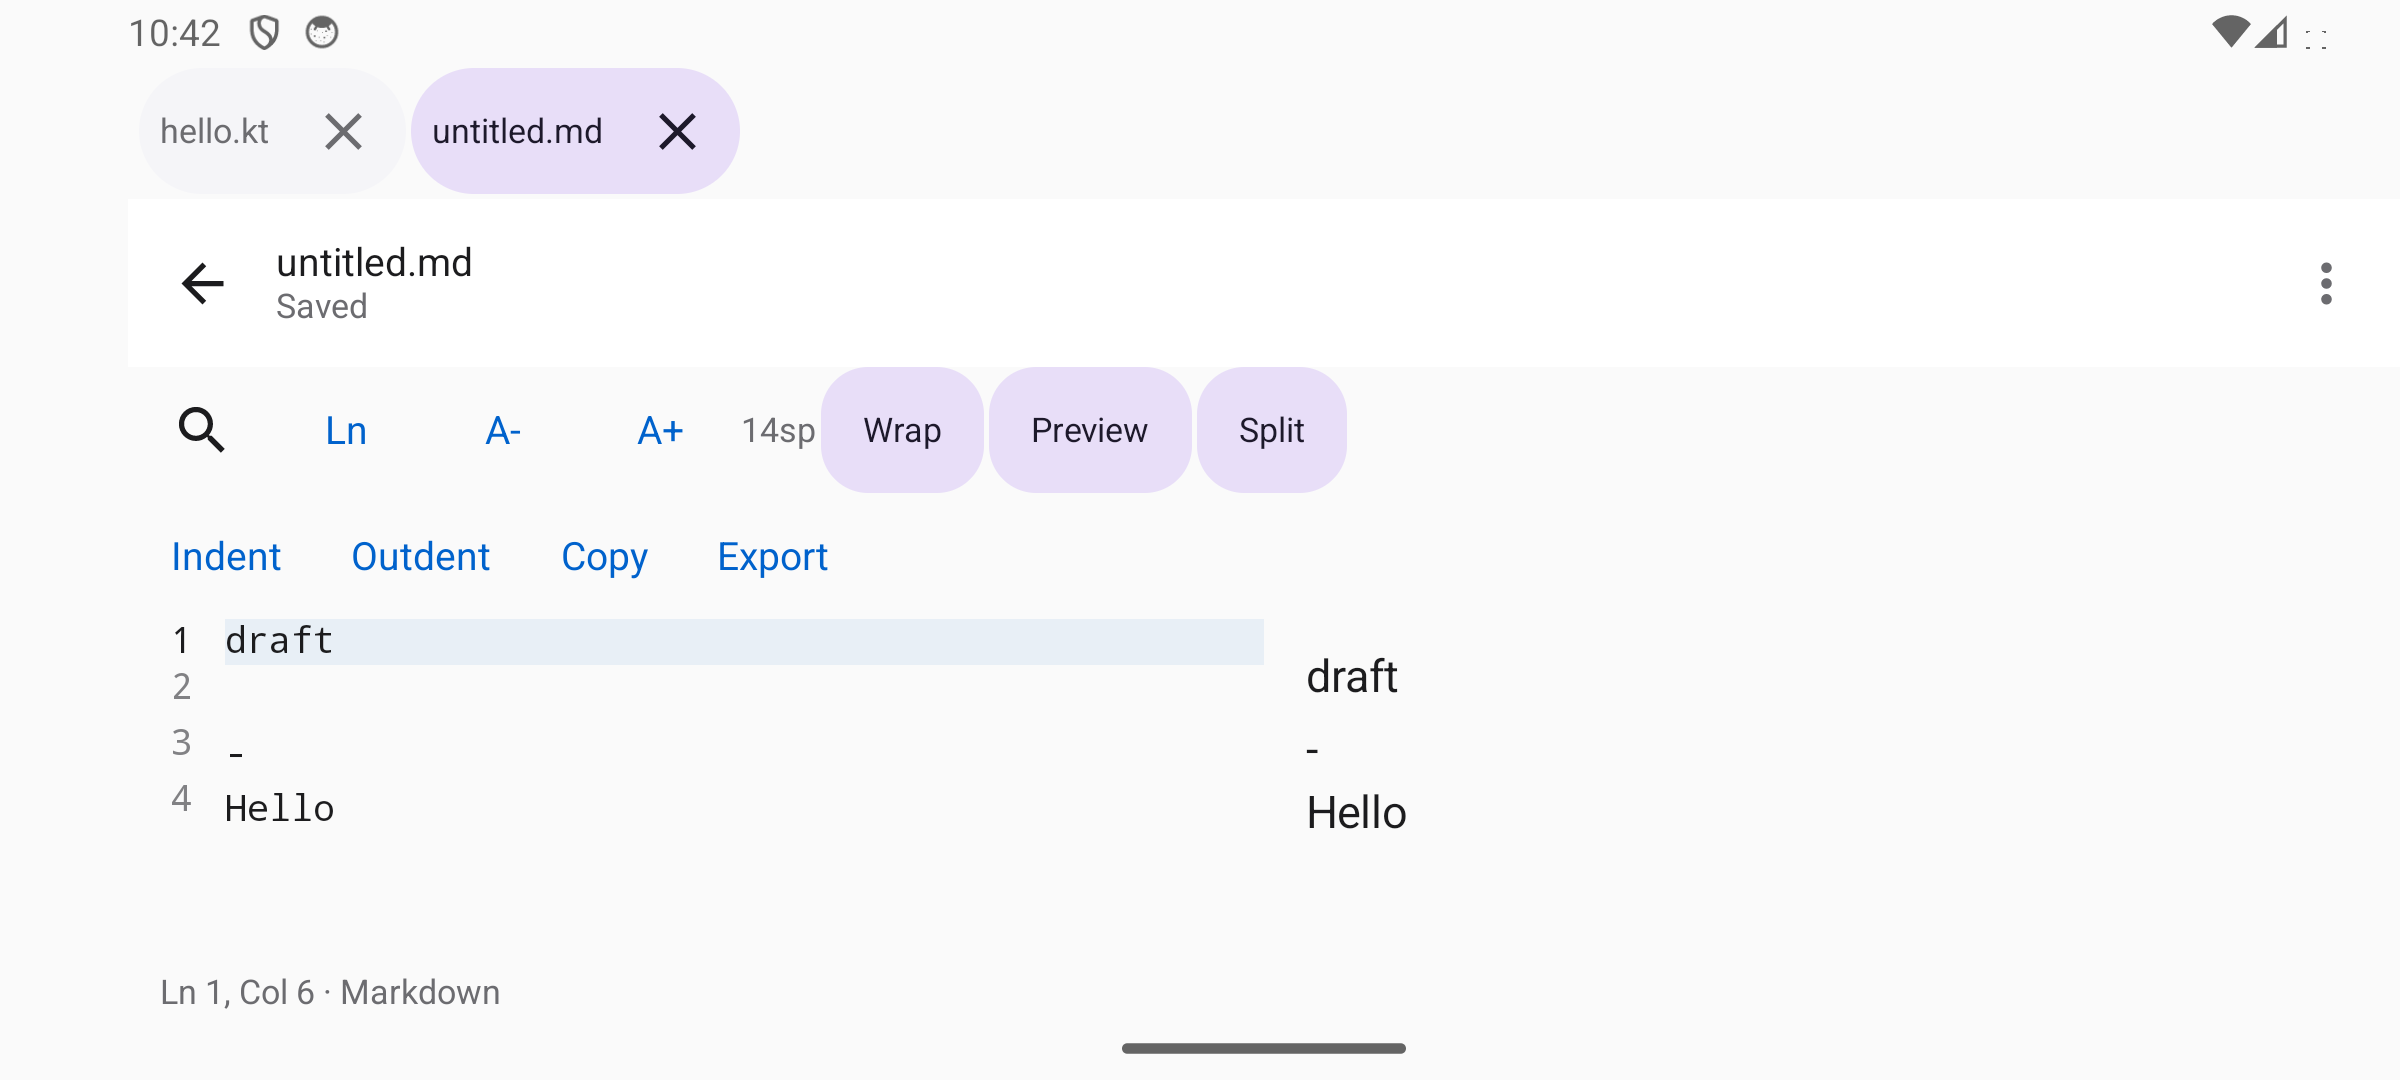 10:42
hello.kt untitled.md
untitled.md
Saved
Ln A- A+ 14sp Wrap Preview Split
Indent Outdent Copy Export
1 draft
2
3 -
4 Hello
draft
-
Hello
Ln 1, Col 6 · Markdown